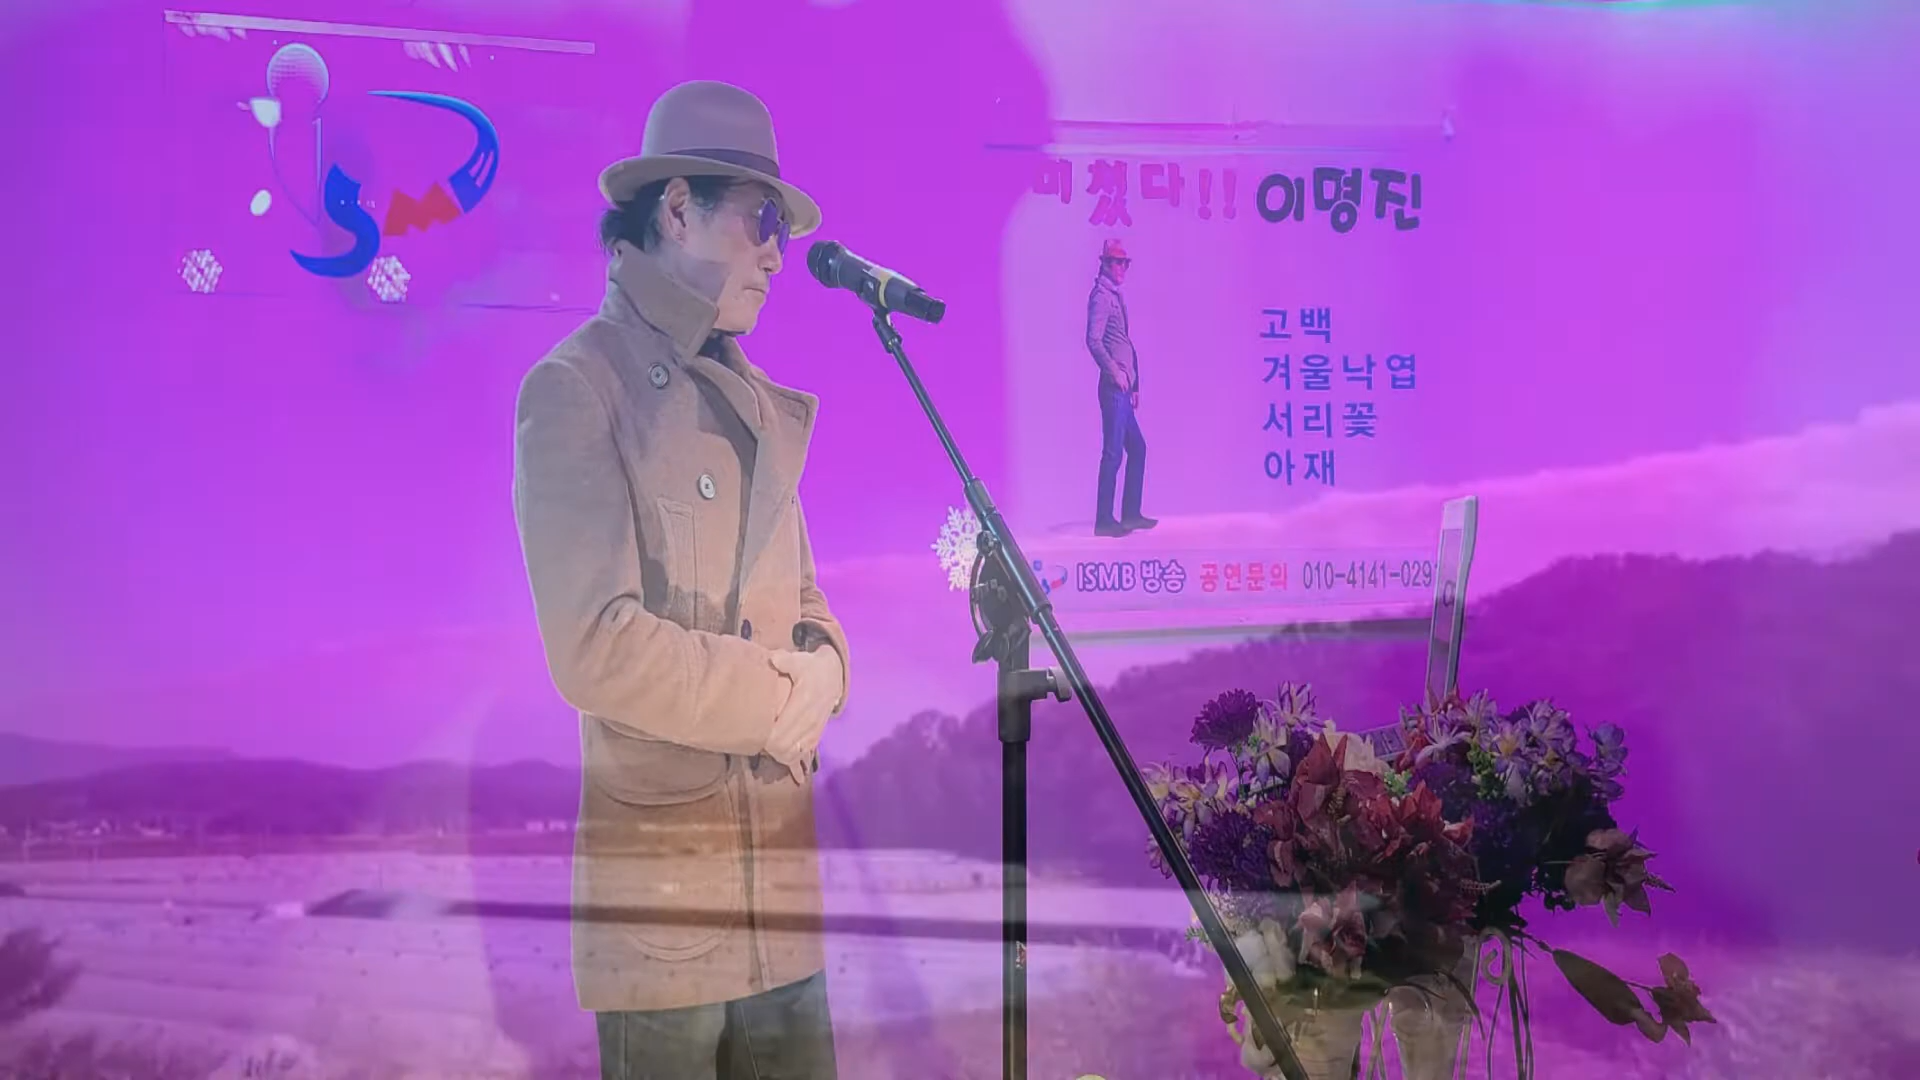 iSMB
미쳤다!! 이명진
고백
겨울낙엽
서리꽃
아재
ISMB 방송 공연문의 010-4141-029